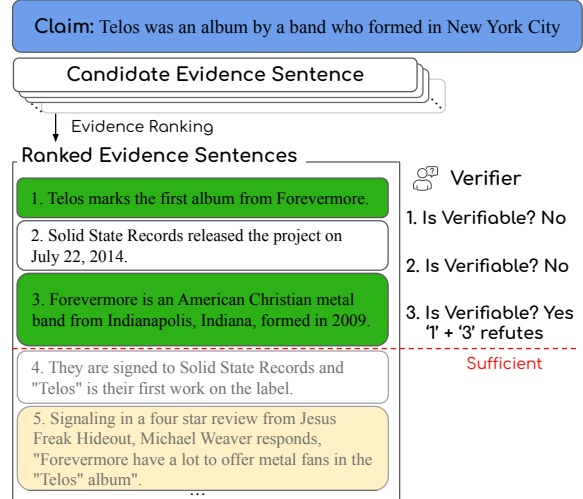 Claim: Telos was an album by a band who formed in New York City
Candidate Evidence Sentence
Evidence Ranking
Ranked Evidence Sentences
Verifier
1. Telos marks the first album from Forevermore.
1. Is Verifiable? No
2. Solid State Records released the project on
July 22, 2014.
2. Is Verifiable? No
3. Forevermore is an American Christian metal
band from Indianapolis, Indiana, formed in 2009.
3. Is Verifiable? Yes
'1' + '3' refutes
Sufficient
4. They are signed to Solid State Records and
"Telos" is their first work on the label.
5. Signaling in a four star review from Jesus
Freak Hideout, Michael Weaver responds,
"Forevermore have a lot to offer metal fans in the
"Telos" album".
...